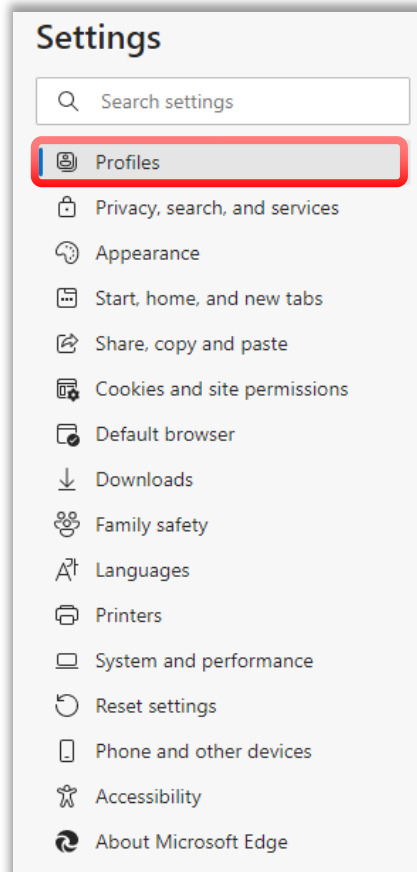 Settings
Search settings
Profiles
Privacy, search, and services
Appearance
Start, home, and new tabs
Share, copy and paste
Cookies and site permissions
Default browser
Downloads
Family safety
Languages
Printers
System and performance
Reset settings
Phone and other devices
Accessibility
About Microsoft Edge